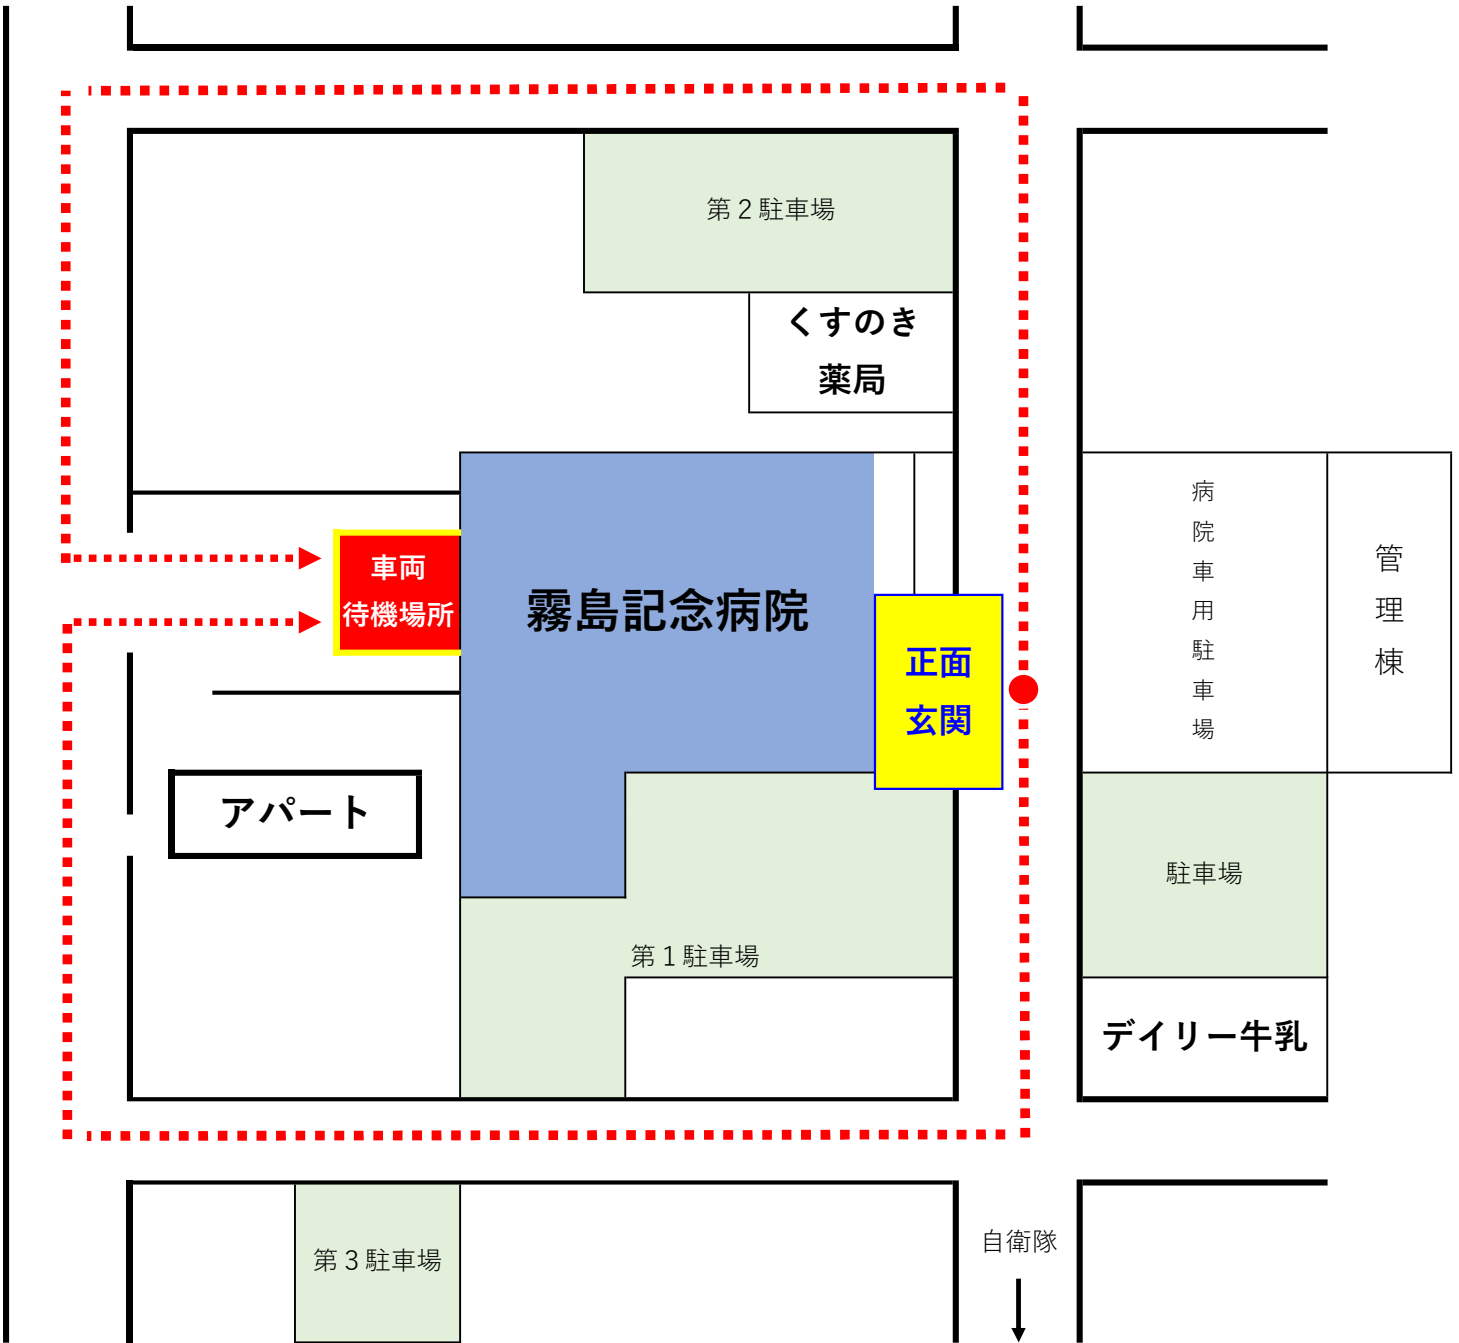 第２駐車場
くすのき
薬局
車両
待機場所
霧島記念病院
正面
玄関
病院車用駐車場
管理棟
アパート
駐車場
第１駐車場
デイリー牛乳
第３駐車場
自衛隊